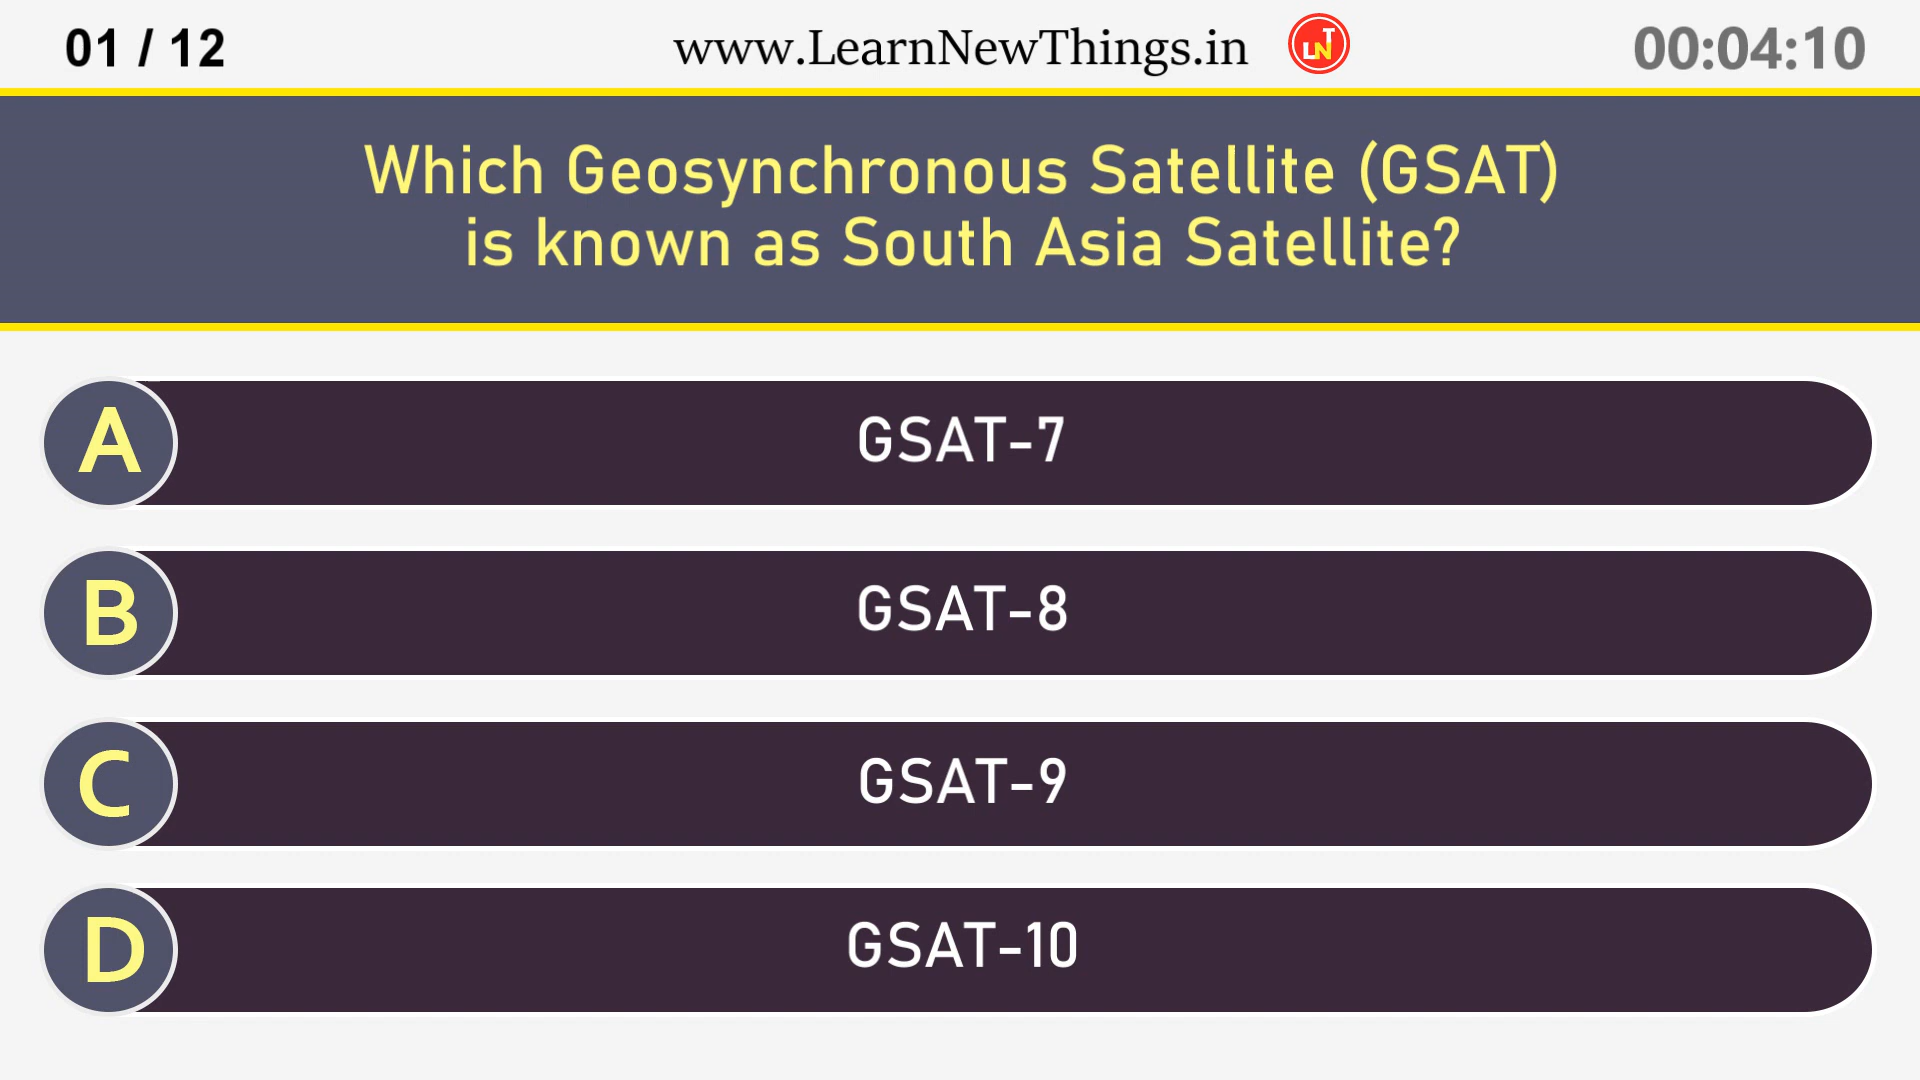 01 / 12
www.LearnNewThings.in
LNT
00:04:10
Which Geosynchronous Satellite (GSAT)
is known as South Asia Satellite?
A
GSAT-7
B
GSAT-8
C
GSAT-9
D
GSAT-10